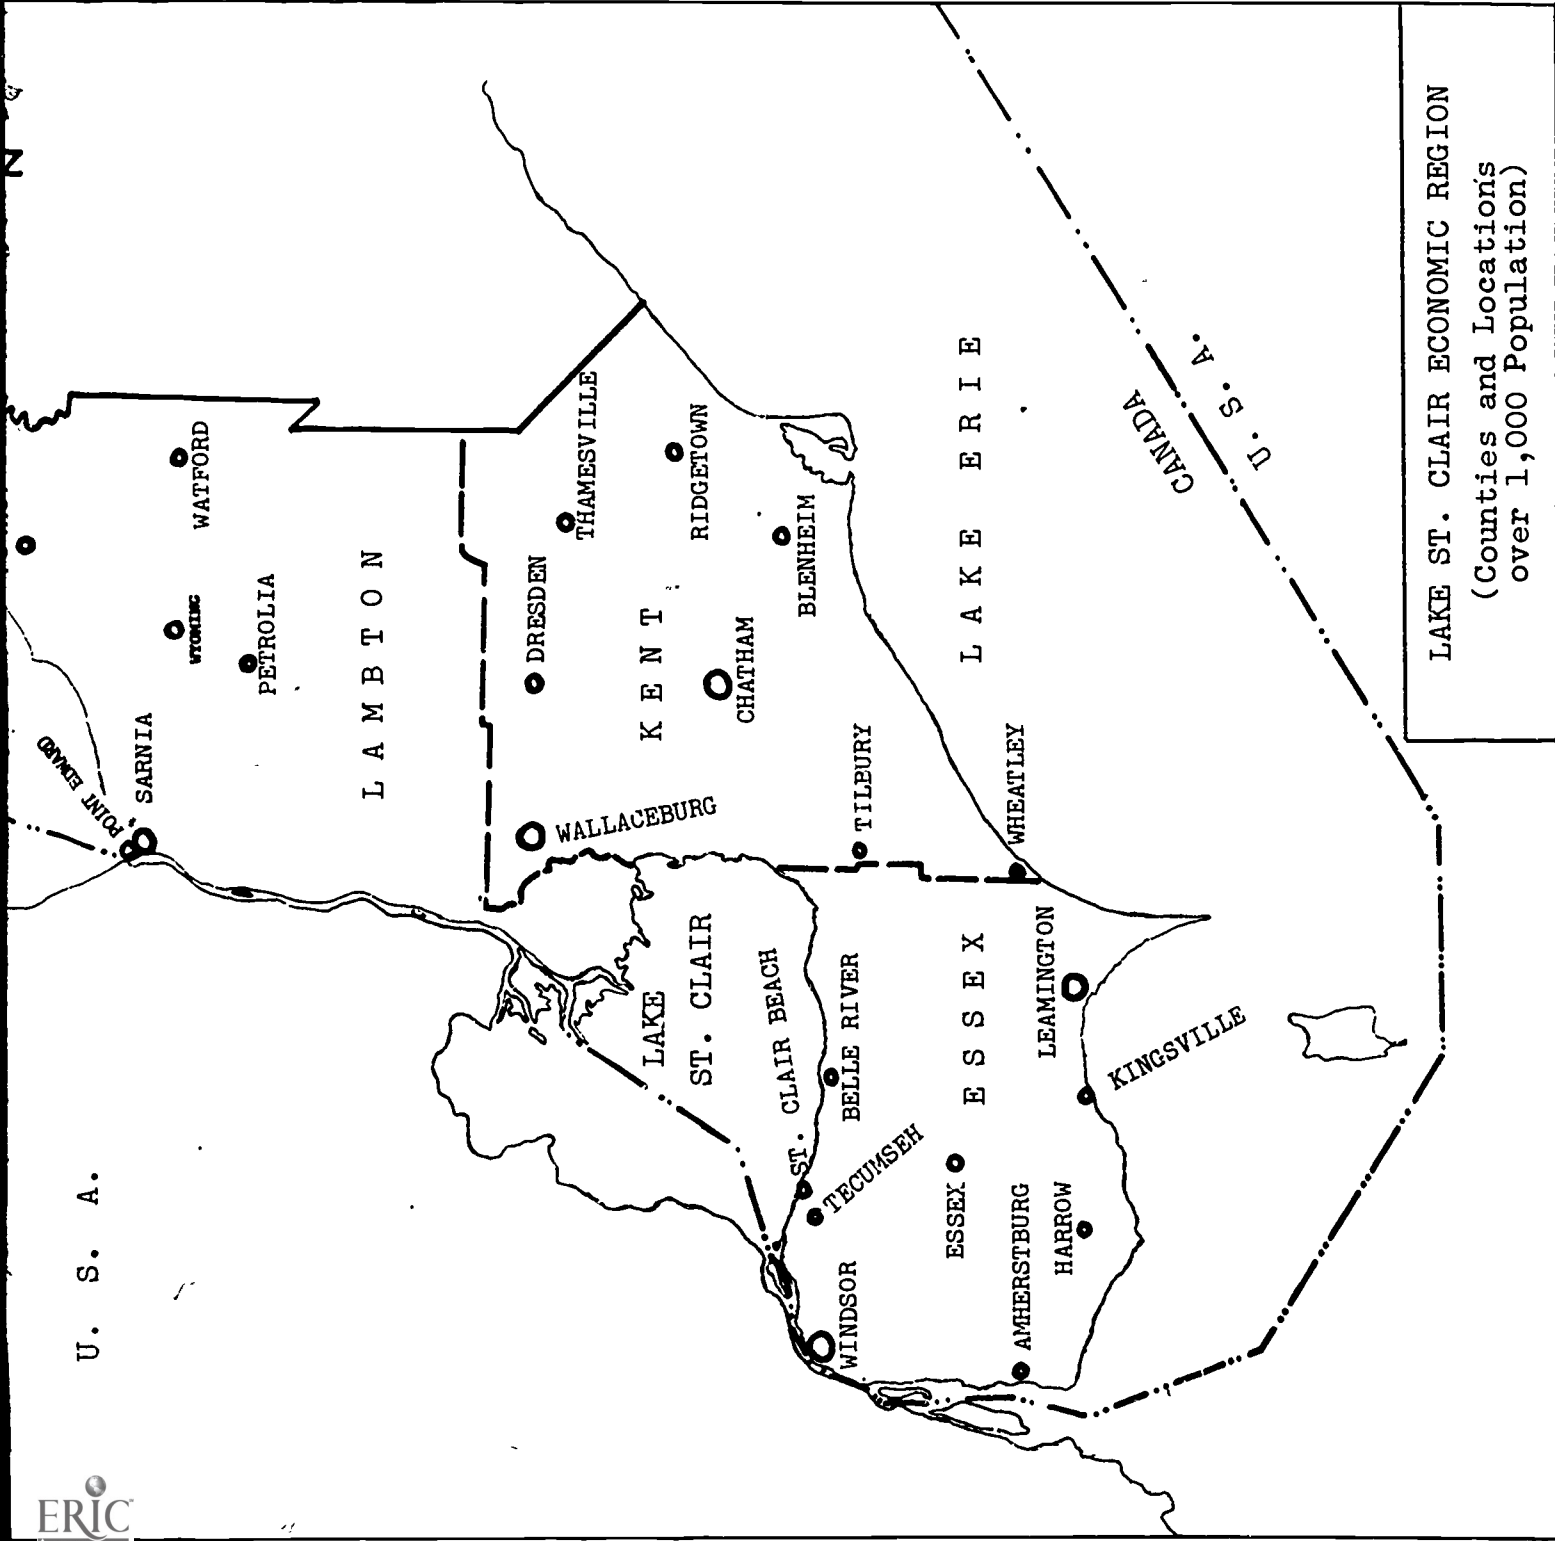 N
U. S. A.
POINT EDWARD
SARNIA
WYOMING
WATFORD
PETROLIA
LAMBTON
WALLACEBURG
DRESDEN
THAMESVILLE
KENT
RIDGETOWN
CHATHAM
BLENHEIM
TILBURY
WHEATLEY
LAKE
ST. CLAIR
ST. CLAIR BEACH
BELLE RIVER
TECUMSEH
WINDSOR
ESSEX
ESSEX
LEAMINGTON
KINGSVILLE
AMHERSTBURG
HARROW
LAKE ERIE
CANADA
U. S. A.
LAKE ST. CLAIR ECONOMIC REGION
(Counties and Locations
over 1,000 Population)
ERIC